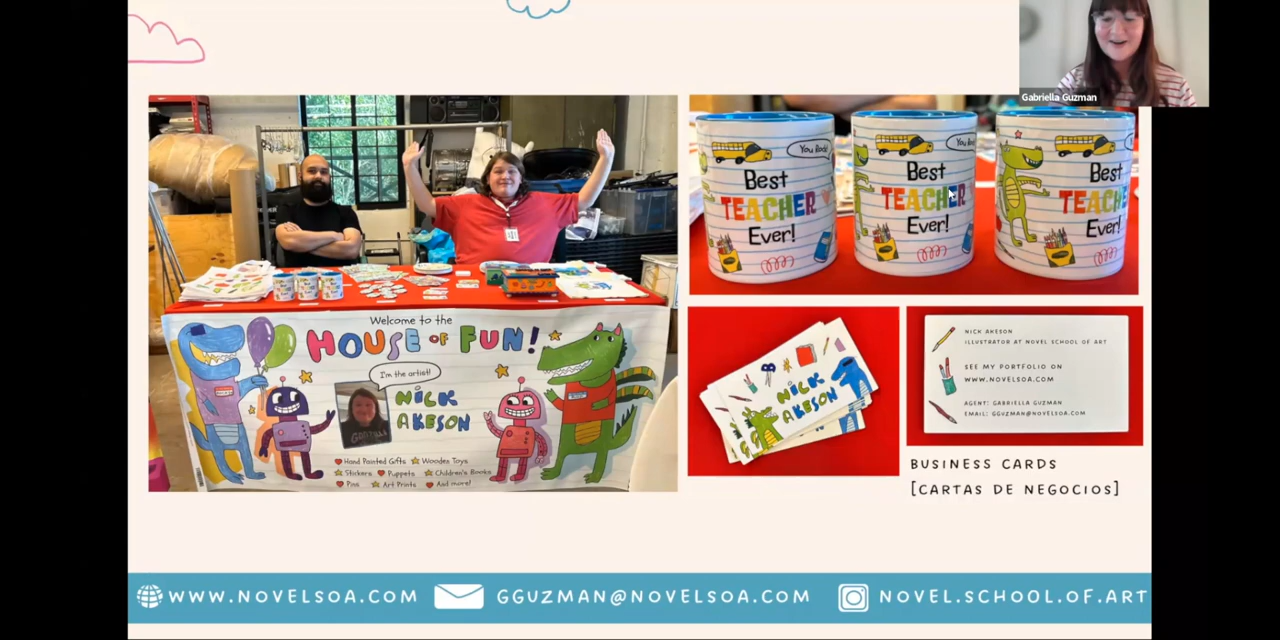 Gabriella Guzman
Welcome to the
HOUSE OF FUN!
I'm the artist!
NICK
AKESON
Hand Painted Gifts
Wooden Toys
Stickers
Puppets
Children's Books
Pins
Art Prints
And more!
You Rock!
Best
TEACHER
Ever!
Best
TEACHER
Ever!
Best
TEACHER
Ever!
NICK
AKESON
NICK AKESON
ILLUSTRATOR AT NOVEL SCHOOL OF ART
SEE MY PORTFOLIO ON
WWW.NOVELSOA.COM
AGENT: GABRIELLA GUZMAN
EMAIL: GGUZMAN@NOVELSOA.COM
BUSINESS CARDS
[CARTAS DE NEGOCIOS]
WWW.NOVELSOA.COM
GGUZMAN@NOVELSOA.COM
NOVEL.SCHOOL.OF.ART